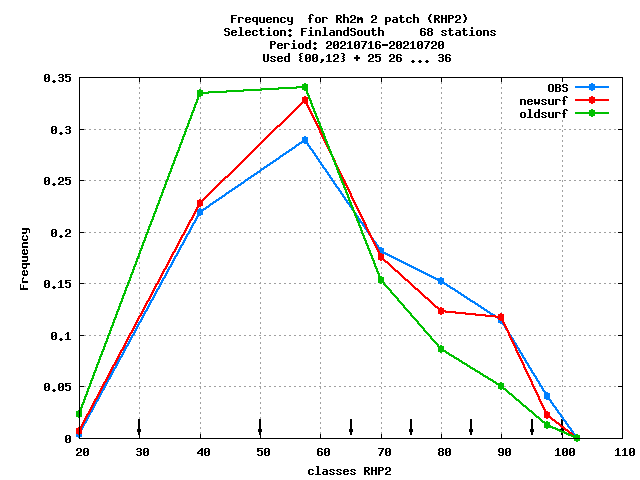 Frequency  for Rh2m 2 patch (RHP2)
Selection: FinlandSouth     68 stations
Period: 20210716-20210720
Used {00,12} + 25 26 ... 36
OBS
newsurf
oldsurf
0.35
0.3
0.25
0.2
0.15
0.1
0.05
0
Frequency
20 30 40 50 60 70 80 90 100 110
classes RHP2